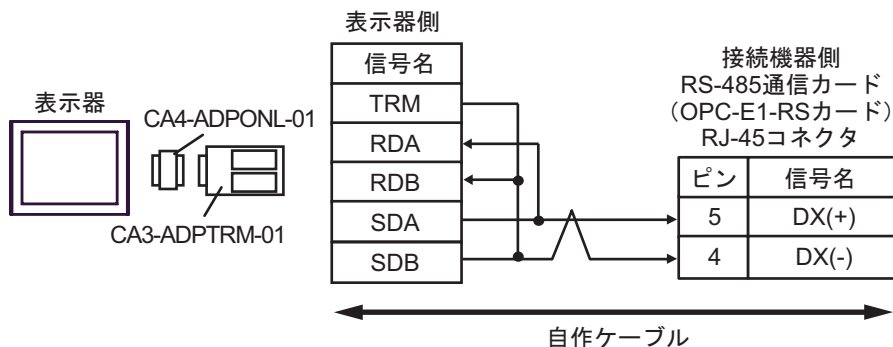 表示器
CA4-ADPONL-01
CA3-ADPTRM-01
表示器側
信号名
TRM
RDA
RDB
SDA
SDB
接続機器側
RS-485通信カード
（OPC-E1-RSカード）
RJ-45コネクタ
ピン 信号名
5 DX(+)
4 DX(-)
自作ケーブル